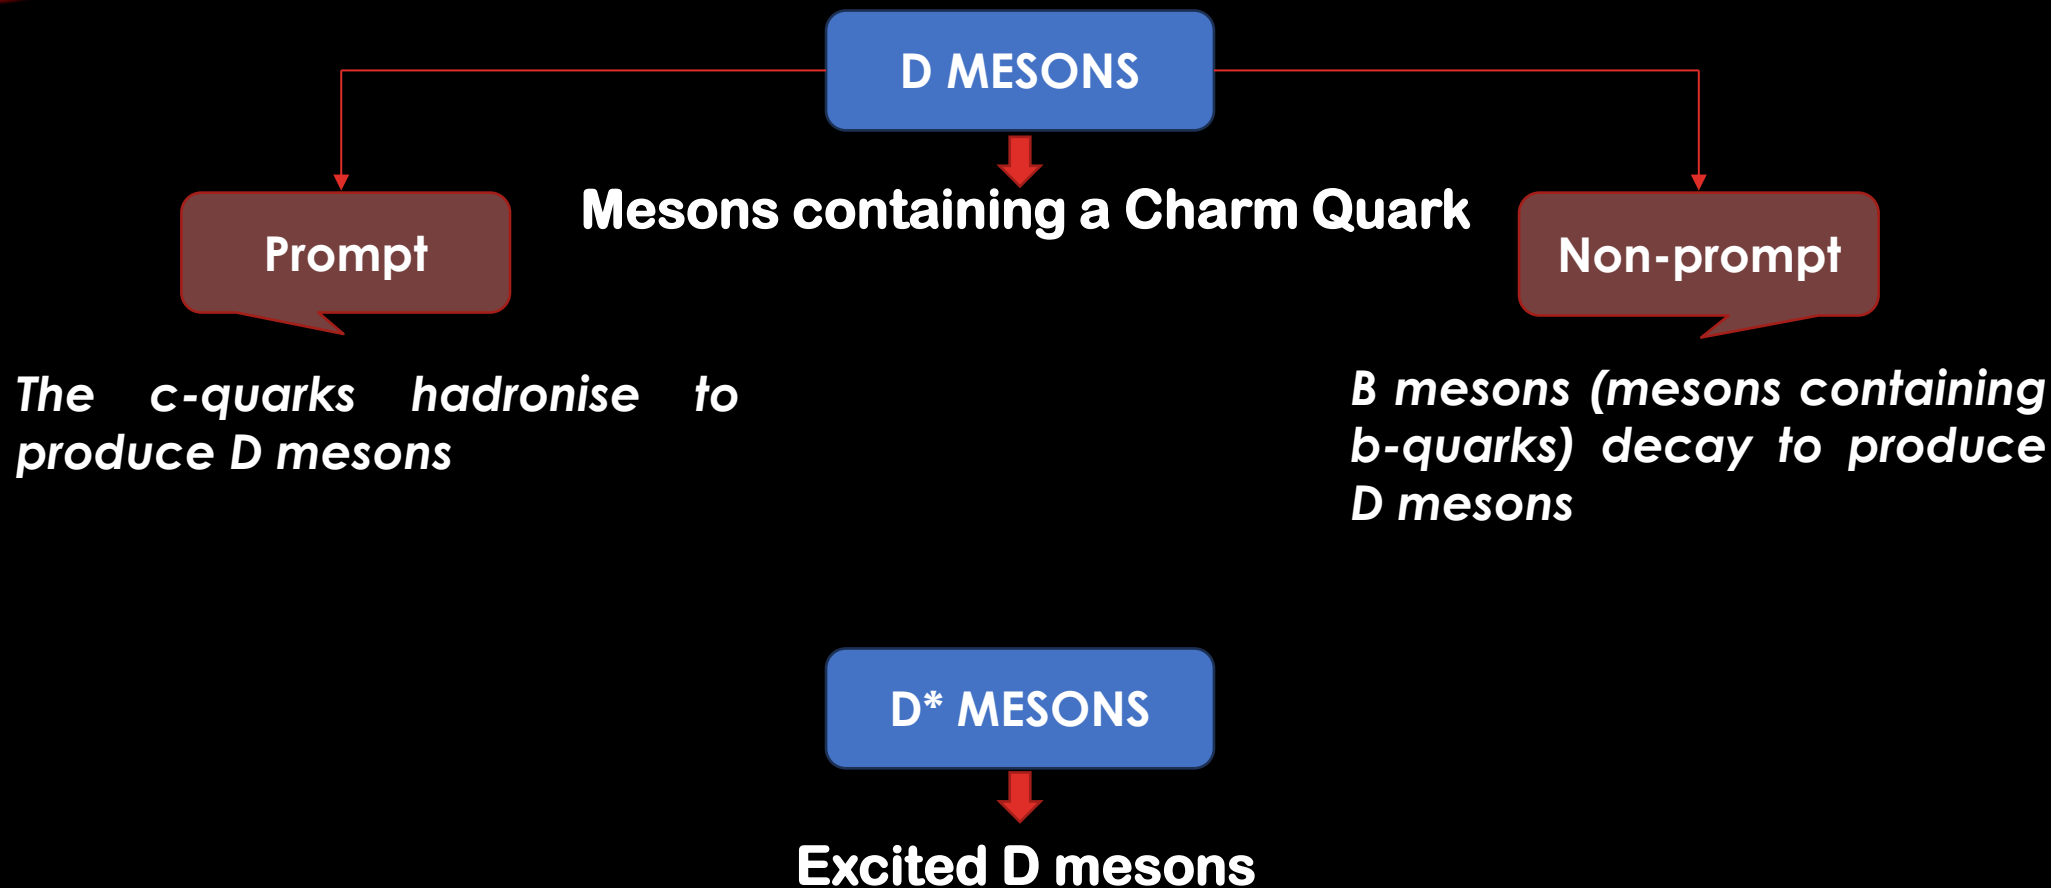 D MESONS
Mesons containing a Charm Quark
Prompt
Non-prompt
The c-quarks hadronise to
produce D mesons
B mesons (mesons containing
b-quarks) decay to produce
D mesons
D* MESONS
Excited D mesons